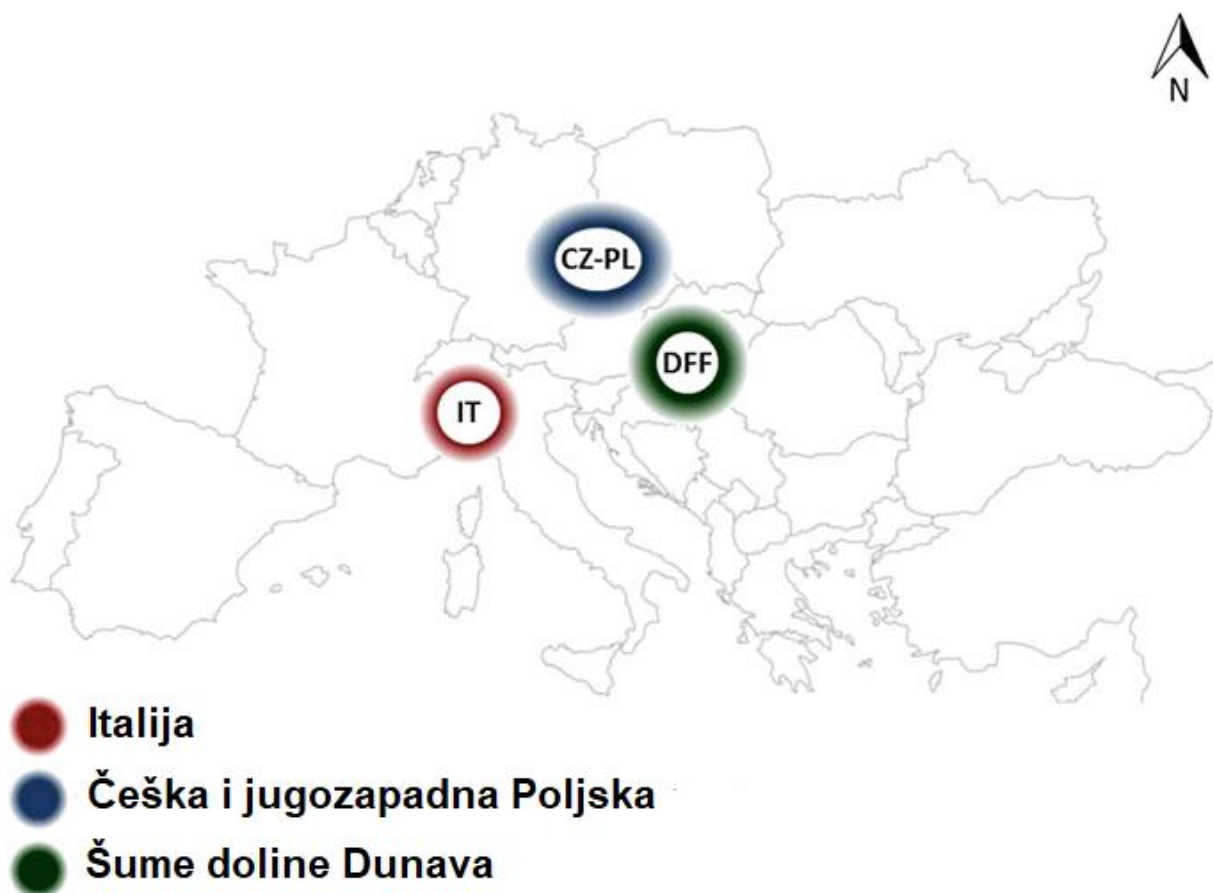 N
CZ-PL
DFF
IT
Italija
Češka i jugozapadna Poljska
Šume doline Dunava